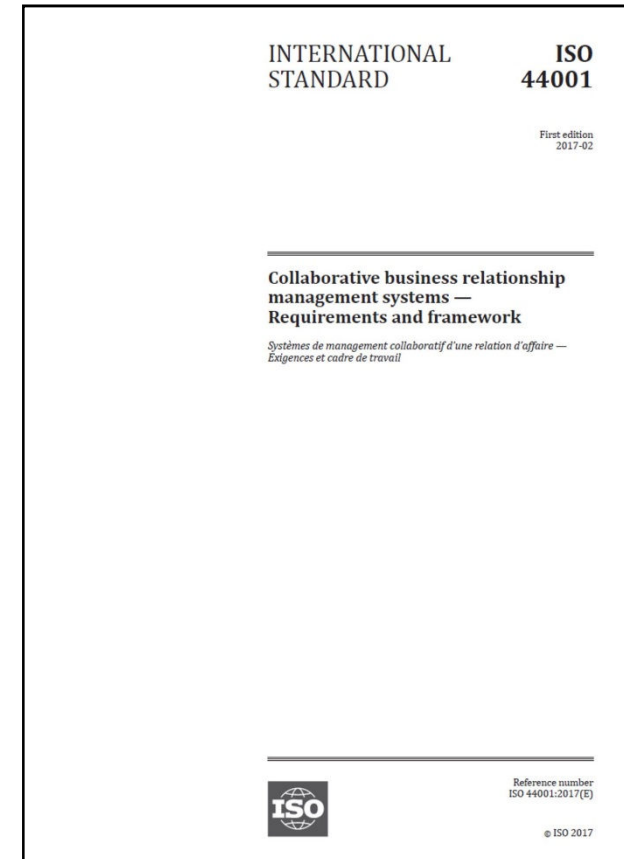 INTERNATIONAL STANDARD
ISO 44001
First edition
2017-02
Collaborative business relationship
management systems —
Requirements and framework
Systèmes de management collaboratif d'une relation d'affaire —
Exigences et cadre de travail
ISO
Reference number
ISO 44001:2017(E)
© ISO 2017